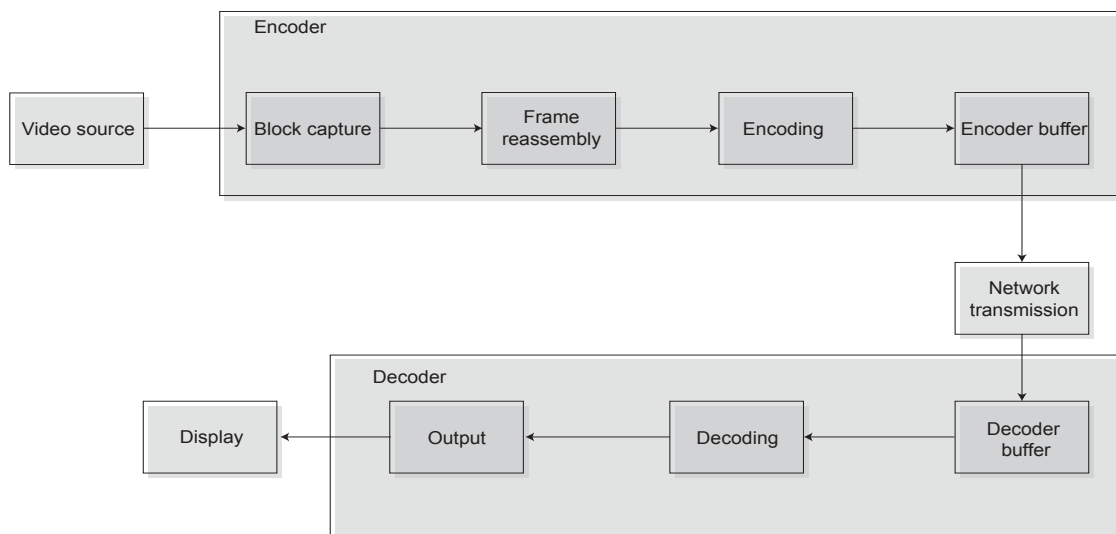 Encoder
Video source
Block capture
Frame
reassembly
Encoding
Encoder buffer
Network
transmission
Decoder
Display
Output
Decoding
Decoder
buffer